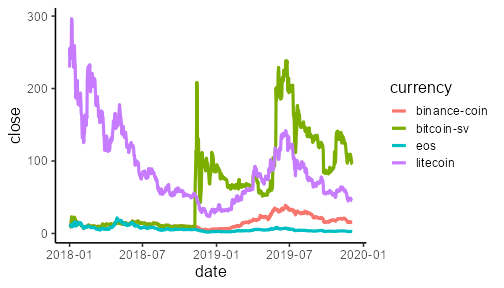 300
200
100
0
close
2018-01
2018-07
2019-01
2019-07
2020-01
date
currency
binance-coin
bitcoin-sv
eos
litecoin